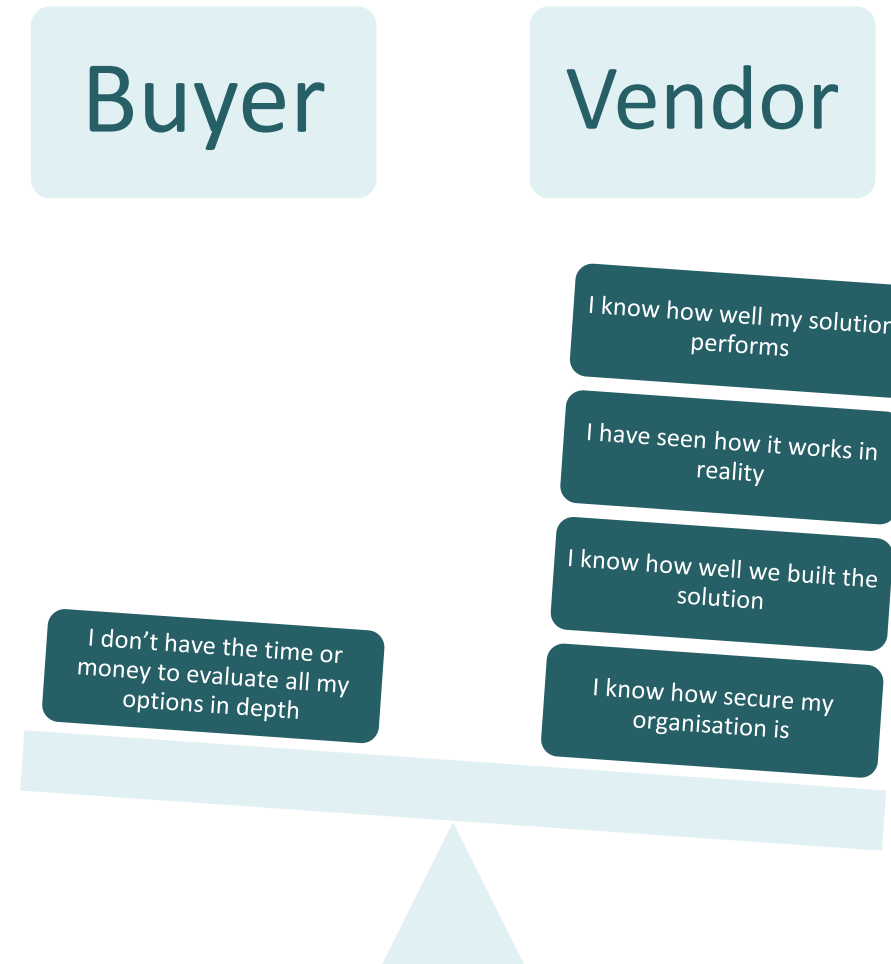 Buyer
Vendor
I know how well my solution
performs
I have seen how it works in
reality
I know how well we built the
solution
I know how secure my
organisation is
I don’t have the time or
money to evaluate all my
options in depth